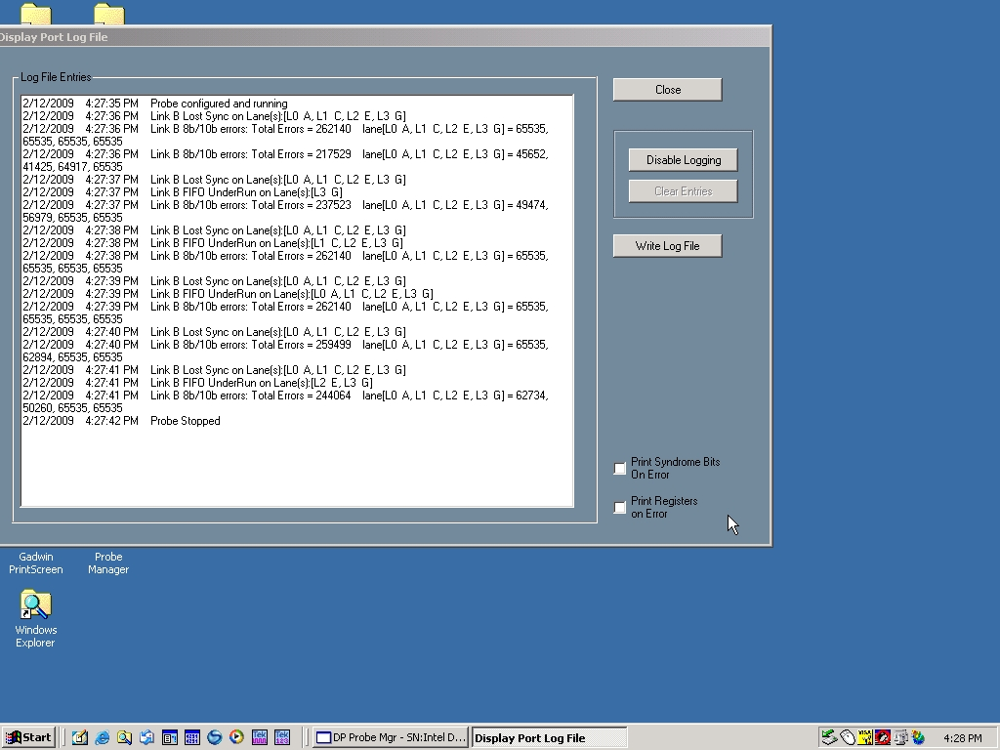 Display Port Log File
Log File Entries
2/12/2009 4:27:35 PM Probe configured and running
2/12/2009 4:27:36 PM Link B Lost Sync on Lane(s):[L0 A, L1 C, L2 E, L3 G]
2/12/2009 4:27:36 PM Link B 8b/10b errors: Total Errors = 262140 lane[L0 A, L1 C, L2 E, L3 G] = 65535,
65535, 65535, 65535
2/12/2009 4:27:36 PM Link B 8b/10b errors: Total Errors = 217529 lane[L0 A, L1 C, L2 E, L3 G] = 45652,
41425, 64917, 65535
2/12/2009 4:27:37 PM Link B Lost Sync on Lane(s):[L0 A, L1 C, L2 E, L3 G]
2/12/2009 4:27:37 PM Link B FIFO UnderRun on Lane(s):[L3 G]
2/12/2009 4:27:37 PM Link B 8b/10b errors: Total Errors = 237523 lane[L0 A, L1 C, L2 E, L3 G] = 49474,
56979, 65535, 65535
2/12/2009 4:27:38 PM Link B Lost Sync on Lane(s):[L0 A, L1 C, L2 E, L3 G]
2/12/2009 4:27:38 PM Link B FIFO UnderRun on Lane(s):[L1 C, L2 E, L3 G]
2/12/2009 4:27:38 PM Link B 8b/10b errors: Total Errors = 262140 lane[L0 A, L1 C, L2 E, L3 G] = 65535,
65535, 65535, 65535
2/12/2009 4:27:39 PM Link B Lost Sync on Lane(s):[L0 A, L1 C, L2 E, L3 G]
2/12/2009 4:27:39 PM Link B FIFO UnderRun on Lane(s):[L0 A, L1 C, L2 E, L3 G]
2/12/2009 4:27:39 PM Link B 8b/10b errors: Total Errors = 262140 lane[L0 A, L1 C, L2 E, L3 G] = 65535,
65535, 65535, 65535
2/12/2009 4:27:40 PM Link B Lost Sync on Lane(s):[L0 A, L1 C, L2 E, L3 G]
2/12/2009 4:27:40 PM Link B 8b/10b errors: Total Errors = 259499 lane[L0 A, L1 C, L2 E, L3 G] = 65535,
62894, 65535, 65535
2/12/2009 4:27:41 PM Link B Lost Sync on Lane(s):[L0 A, L1 C, L2 E, L3 G]
2/12/2009 4:27:41 PM Link B FIFO UnderRun on Lane(s):[L2 E, L3 G]
2/12/2009 4:27:41 PM Link B 8b/10b errors: Total Errors = 244064 lane[L0 A, L1 C, L2 E, L3 G] = 62734,
50260, 65535, 65535
2/12/2009 4:27:42 PM Probe Stopped
Close
Disable Logging
Clear Entries
Write Log File
Print Syndrome Bits
On Error
Print Registers
on Error
Gadwin
PrintScreen
Probe
Manager
Windows
Explorer
Start
DP Probe Mgr - SN:Intel D...
Display Port Log File
4:28 PM